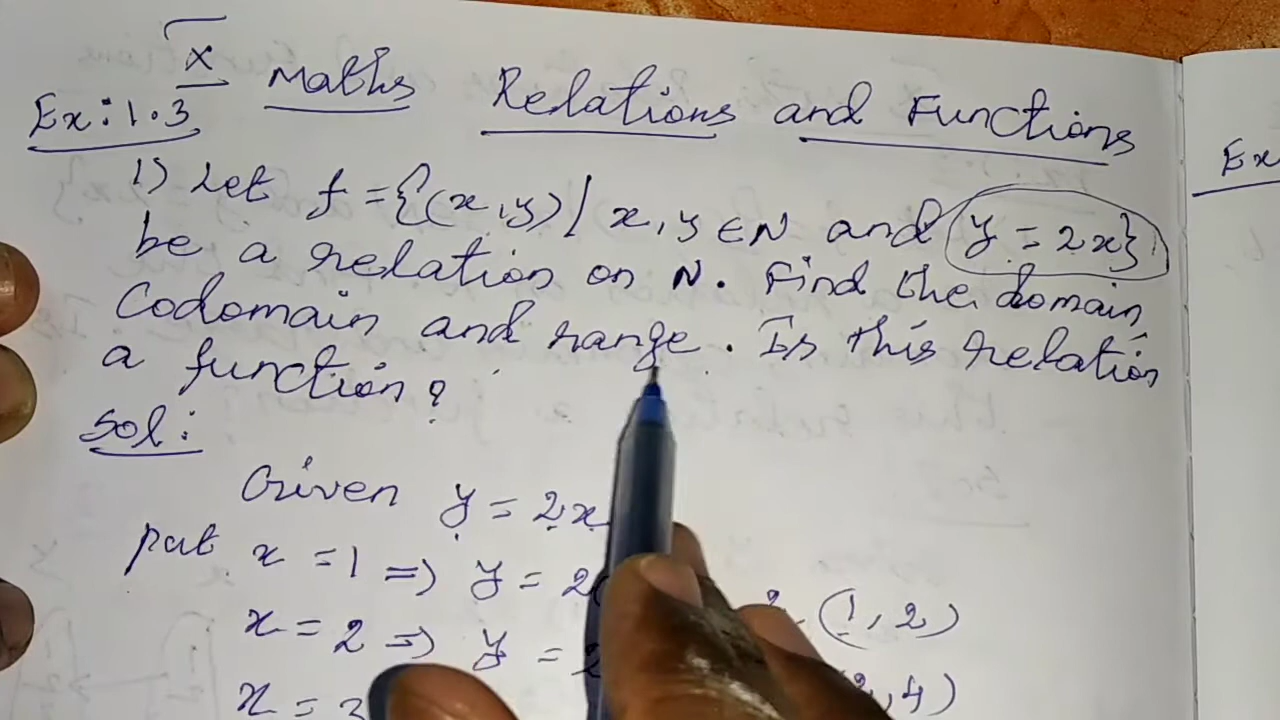 X Maths Relations and Functions
Ex: 1.3
1) Let f = {(x, y) / x, y ∈ N and y = 2x}
be a relation on N. Find the domain,
Codomain and range. Is this relation
a function?
Sol:
Given y = 2x
put x = 1 ⇒ y = 2 (1, 2)
x = 2 ⇒ y = 2 , 4)
x = 3
Ex